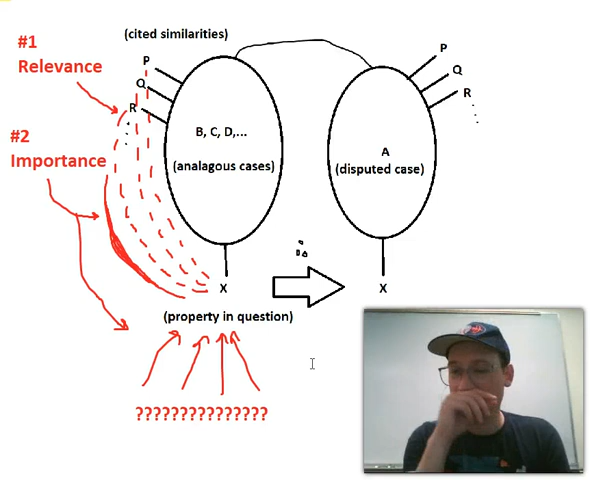 (cited similarities)
#1
Relevance
P
Q
R
#2
Importance
B, C, D,...
(analagous cases)
P
Q
R
A
(disputed case)
X
X
(property in question)
???????????????